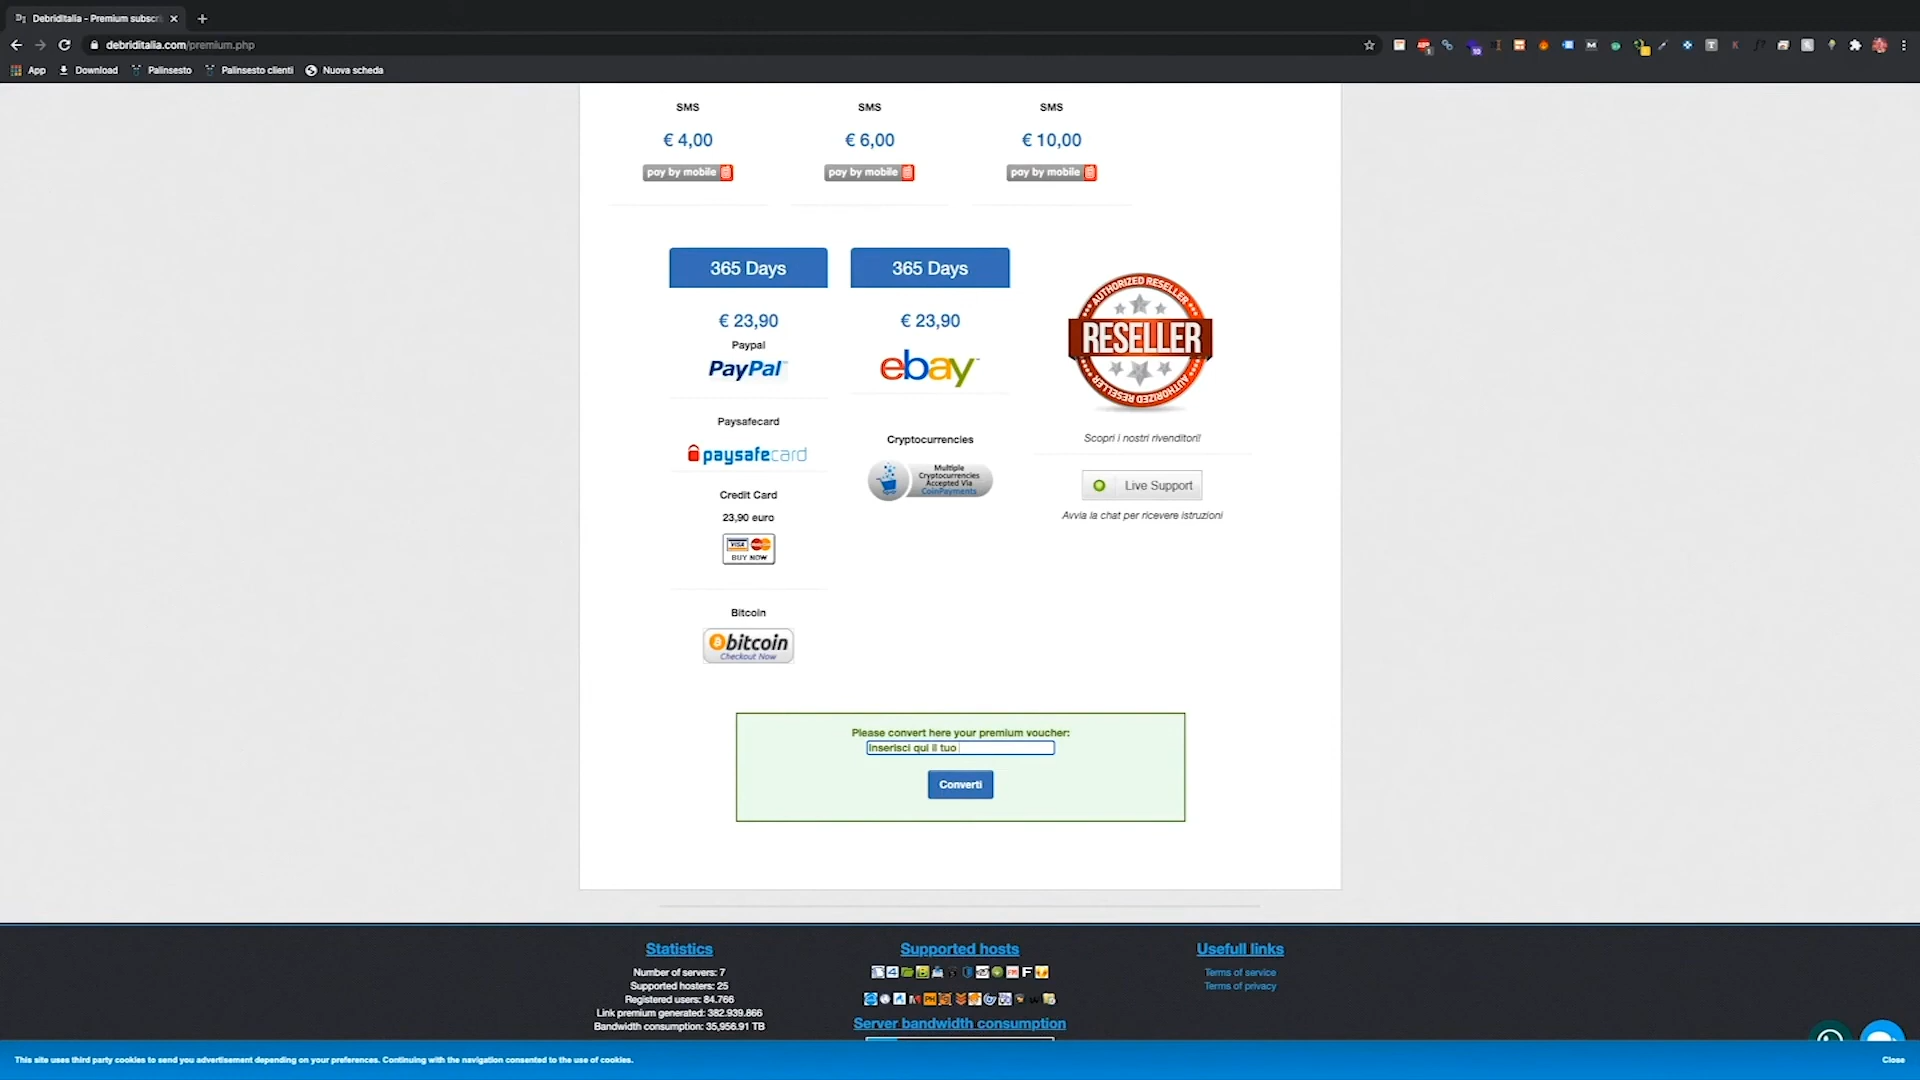 DebridItalia - Premium subscri
debriditalia.com/premium.php
App
Download
Palinsesto
Palinsesto clienti
Nuova scheda
SMS
SMS
SMS
€ 4,00
€ 6,00
€ 10,00
pay by mobile
pay by mobile
pay by mobile
365 Days
365 Days
€ 23,90
€ 23,90
Paypal
PayPal
ebay
AUTHORIZED RESELLER
RESELLER
AUTHORIZED RESELLER
Paysafecard
paysafecard
Cryptocurrencies
Multiple
Cryptocurrencies
Accepted Via
CoinPayments
Scopri i nostri rivenditori!
Live Support
Avvia la chat per ricevere istruzioni
Credit Card
23,90 euro
VISA
BUY NOW
Bitcoin
bitcoin
Checkout Now
Please convert here your premium voucher:
Inserisci qui il tuo
Converti
Statistics
Number of servers: 7
Supported hosters: 25
Registered users: 84.766
Link premium generated: 382.939.866
Bandwidth consumption: 35,956.91 TB
Supported hosts
Server bandwidth consumption
Usefull links
Terms of service
Terms of privacy
This site uses third party cookies to send you advertisement depending on your preferences. Continuing with the navigation consented to the use of cookies.
Close